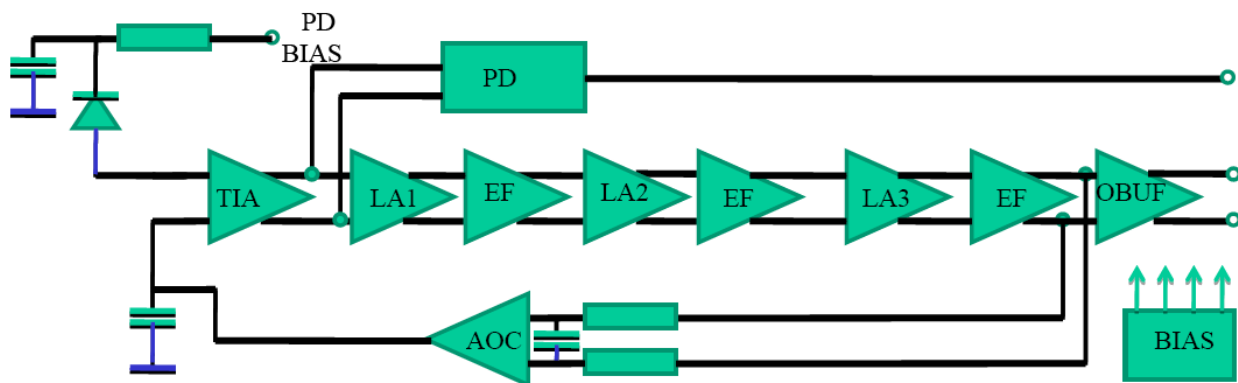 PD
BIAS
PD
TIA
LA1
EF
LA2
EF
LA3
EF
OBUF
AOC
BIAS